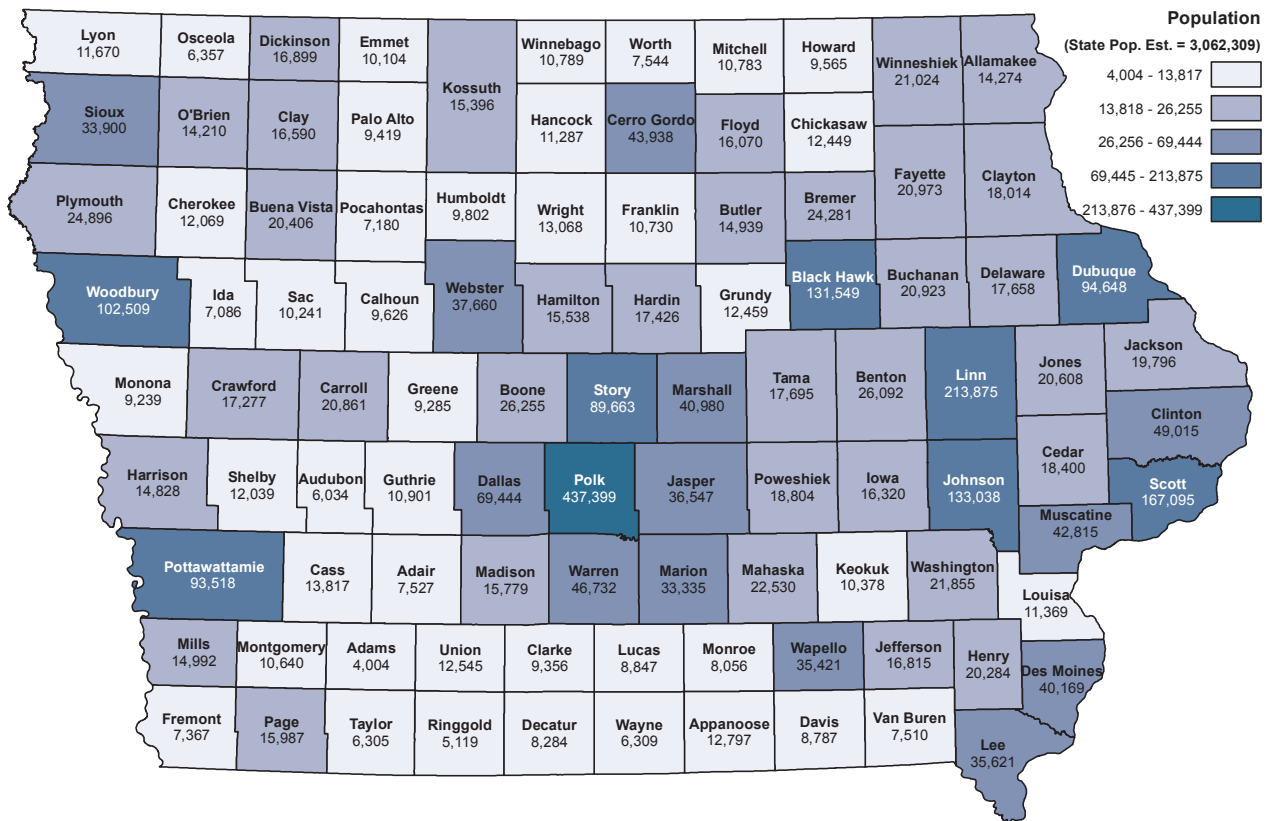 Population
(State Pop. Est. = 3,062,309)
4,004 - 13,817
13,818 - 26,255
26,256 - 69,444
69,445 - 213,875
213,876 - 437,399
Lyon
11,670
Osceola
6,357
Dickinson
16,899
Emmet
10,104
Kossuth
15,396
Winnebago
10,789
Worth
7,544
Mitchell
10,783
Howard
9,565
Winneshiek
21,024
Allamakee
14,274
Sioux
33,900
O'Brien
14,210
Clay
16,590
Palo Alto
9,419
Hancock
11,287
Cerro Gordo
43,938
Floyd
16,070
Chickasaw
12,449
Fayette
20,973
Clayton
18,014
Plymouth
24,896
Cherokee
12,069
Buena Vista
20,406
Pocahontas
7,180
Humboldt
9,802
Wright
13,068
Franklin
10,730
Butler
14,939
Bremer
24,281
Woodbury
102,509
Ida
7,086
Sac
10,241
Calhoun
9,626
Webster
37,660
Hamilton
15,538
Hardin
17,426
Grundy
12,459
Black Hawk
131,549
Buchanan
20,923
Delaware
17,658
Dubuque
94,648
Monona
9,239
Crawford
17,277
Carroll
20,861
Greene
9,285
Boone
26,255
Story
89,663
Marshall
40,980
Tama
17,695
Benton
26,092
Linn
213,875
Jones
20,608
Jackson
19,796
Clinton
49,015
Harrison
14,828
Shelby
12,039
Audubon
6,034
Guthrie
10,901
Dallas
69,444
Polk
437,399
Jasper
36,547
Poweshiek
18,804
Iowa
16,320
Johnson
133,038
Cedar
18,400
Scott
167,095
Muscatine
42,815
Pottawattamie
93,518
Cass
13,817
Adair
7,527
Madison
15,779
Warren
46,732
Marion
33,335
Mahaska
22,530
Keokuk
10,378
Washington
21,855
Louisa
11,369
Mills
14,992
Montgomery
10,640
Adams
4,004
Union
12,545
Clarke
9,356
Lucas
8,847
Monroe
8,056
Wapello
35,421
Jefferson
16,815
Henry
20,284
Des Moines
40,169
Fremont
7,367
Page
15,987
Taylor
6,305
Ringgold
5,119
Decatur
8,284
Wayne
6,309
Appanoose
12,797
Davis
8,787
Van Buren
7,510
Lee
35,621